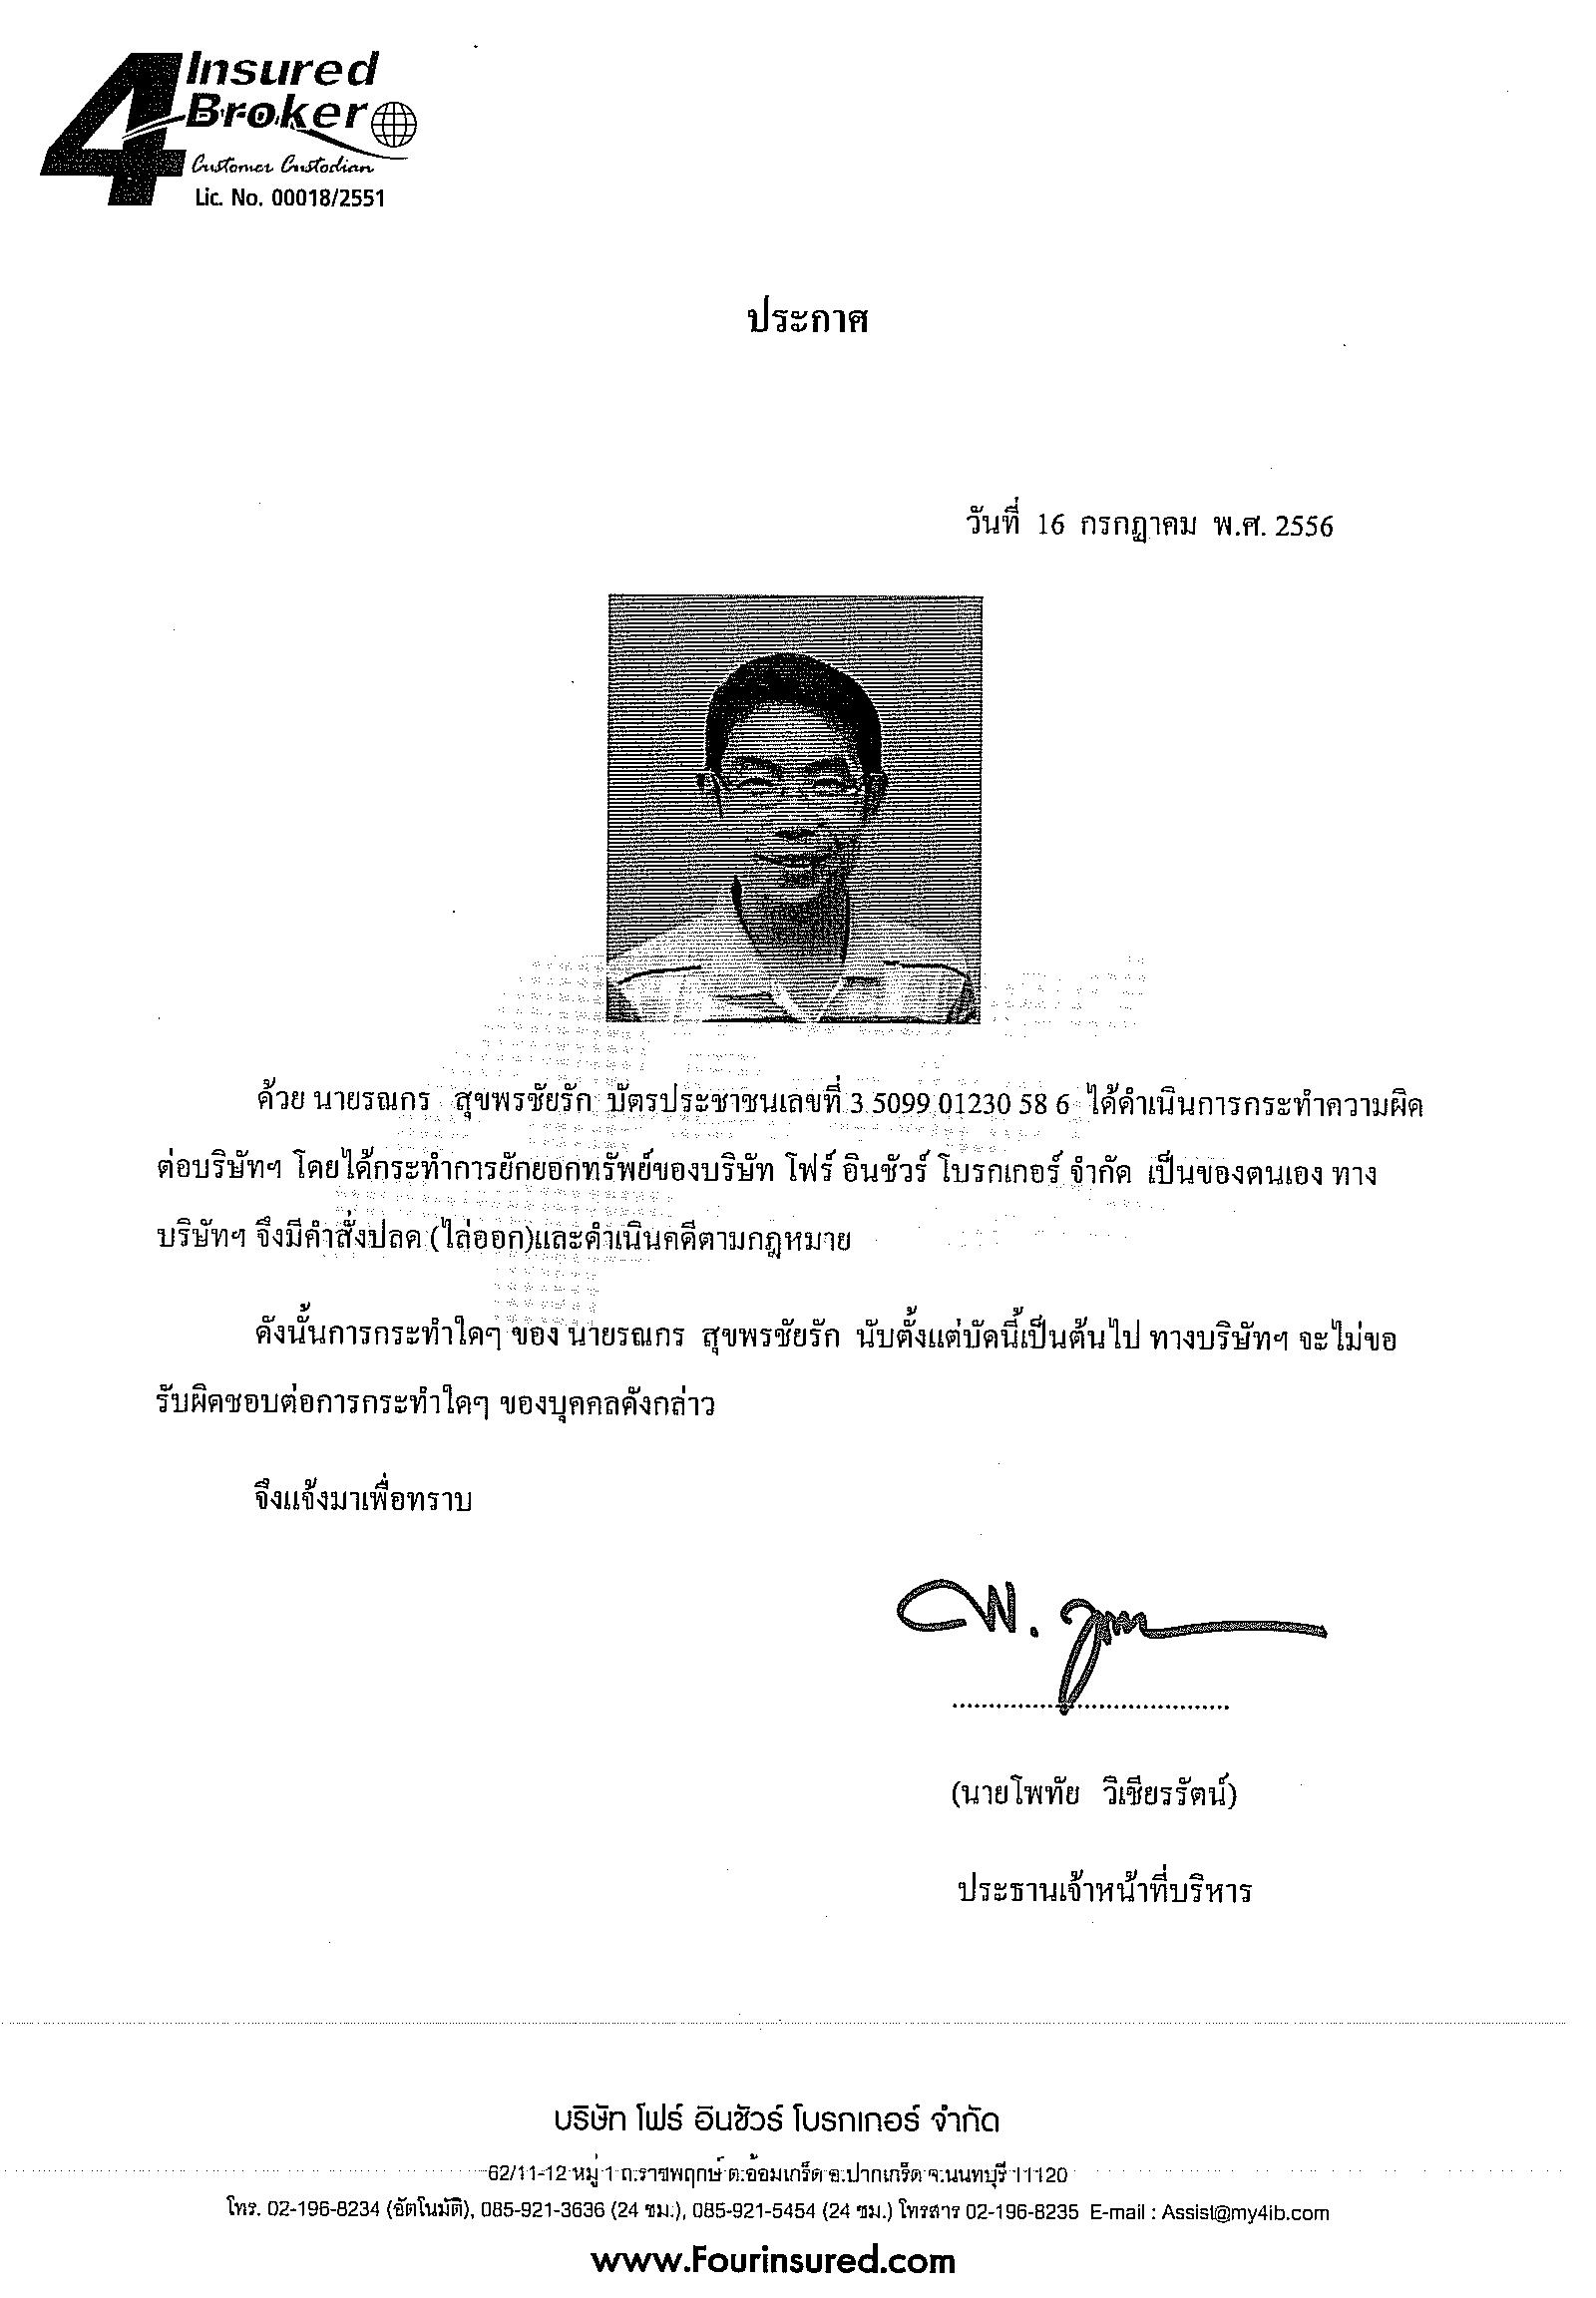 4 Insured
Broker
Customer Custodian
Lic. No. 00018/2551
ประกาศ
วันที่ 16 กรกฎาคม พ.ศ. 2556
ด้วย นายรณกร สุขพรชัยรัก บัตรประชาชนเลขที่ 3 5099 01230 58 6 ได้ดำเนินการกระทำความผิด
ต่อบริษัทฯ โดยได้กระทำการยักยอกทรัพย์ของบริษัท โฟร์ อินชัวร์ โบรกเกอร์ จำกัด เป็นของตนเอง ทาง
บริษัทฯ จึงมีคำสั่งปลด (ไล่ออก)และดำเนินคดีตามกฎหมาย
ดังนั้นการกระทำใดๆ ของ นายรณกร สุขพรชัยรัก นับตั้งแต่บัดนี้เป็นต้นไป ทางบริษัทฯ จะไม่ขอ
รับผิดชอบต่อการกระทำใดๆ ของบุคคลดังกล่าว
จึงแจ้งมาเพื่อทราบ
(นายโพทัย วิเชียรรัตน์)
ประธานเจ้าหน้าที่บริหาร
บริษัท โฟร์ อินชัวร์ โบรกเกอร์ จำกัด
62/11-12 หมู่ 1 ถ.ราชพฤกษ์ ต.อ้อมเกร็ด อ.ปากเกร็ด จ.นนทบุรี 11120
โทร. 02-196-8234 (อัตโนมัติ), 085-921-3636 (24 ชม.), 085-921-5454 (24 ชม.) โทรสาร 02-196-8235 E-mail : Assist@my4ib.com
www.Fourinsured.com